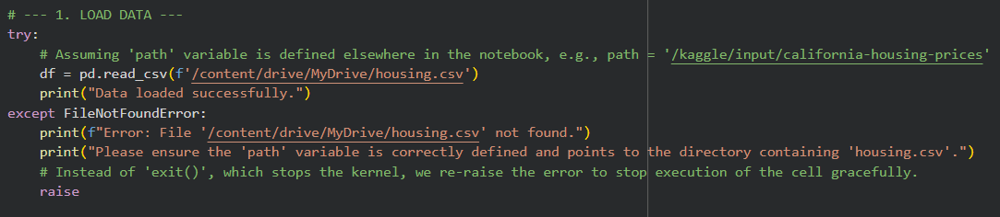 # --- 1. LOAD DATA ---
try:
    # Assuming 'path' variable is defined elsewhere in the notebook, e.g., path = '/kaggle/input/california-housing-prices'
    df = pd.read_csv(f'/content/drive/MyDrive/housing.csv')
    print("Data loaded successfully.")
except FileNotFoundError:
    print(f"Error: File '/content/drive/MyDrive/housing.csv' not found.")
    print("Please ensure the 'path' variable is correctly defined and points to the directory containing 'housing.csv'.")
    # Instead of 'exit()', which stops the kernel, we re-raise the error to stop execution of the cell gracefully.
    raise